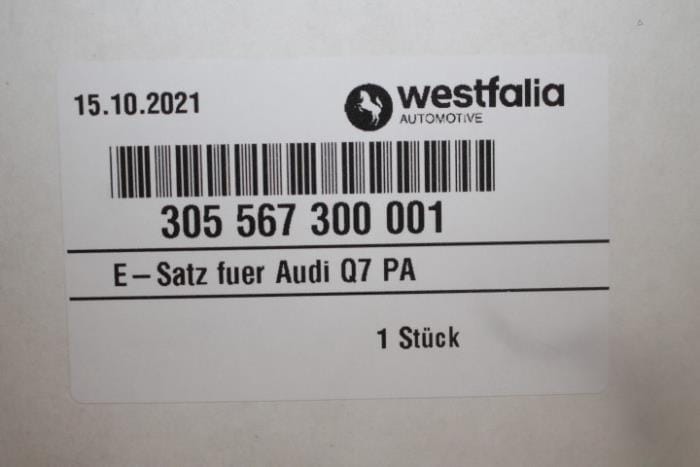 15.10.2021
westfalia
AUTOMOTIVE
305 567 300 001
E-Satz fuer Audi Q7 PA
1 Stück